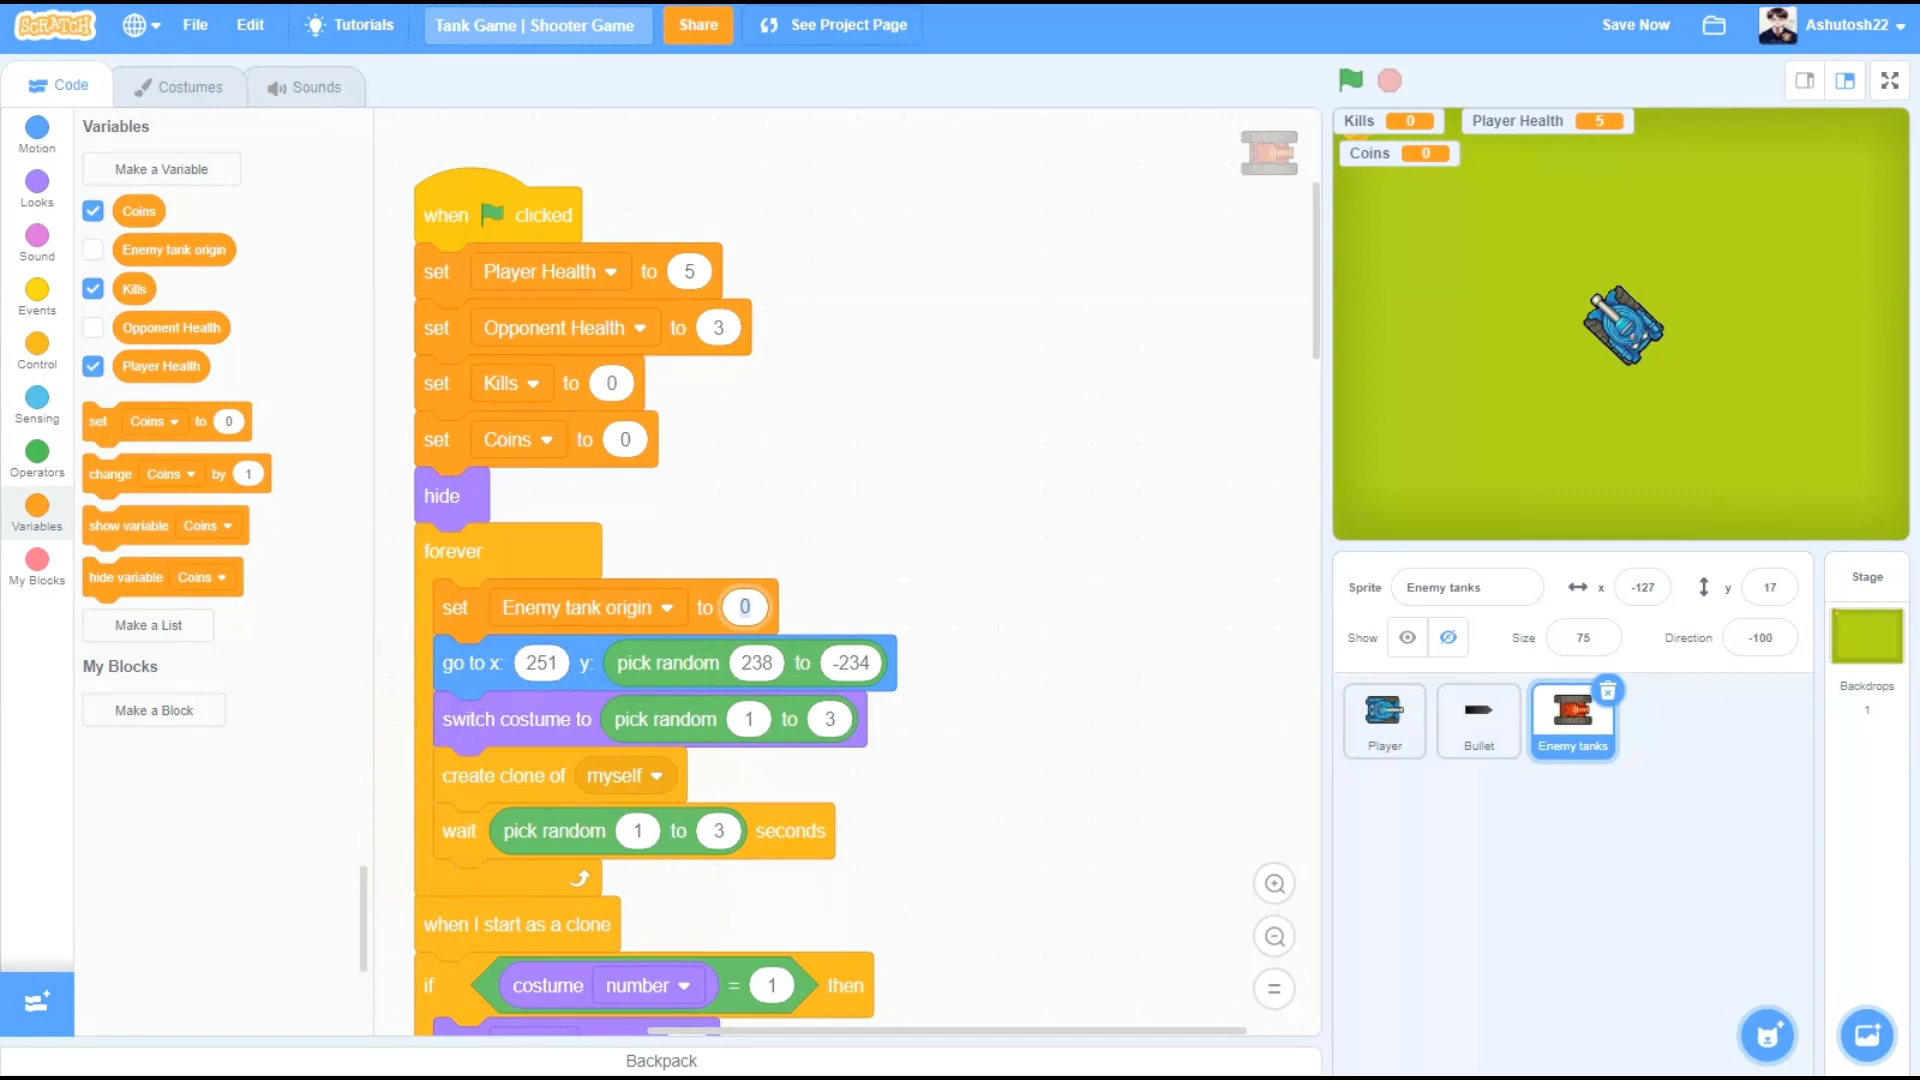 SCRATCH File Edit Tutorials Tank Game | Shooter Game Share See Project Page Save Now Ashutosh22
Code Costumes Sounds
Motion
Looks
Sound
Events
Control
Sensing
Operators
Variables
My Blocks
Variables
Make a Variable
Coins
Enemy tank origin
Kills
Opponent Health
Player Health
set Coins to 0
change Coins by 1
show variable Coins
hide variable Coins
Make a List
My Blocks
Make a Block
when clicked
set Player Health to 5
set Opponent Health to 3
set Kills to 0
set Coins to 0
hide
forever
set Enemy tank origin to 0
go to x: 251 y: pick random 238 to -234
switch costume to pick random 1 to 3
create clone of myself
wait pick random 1 to 3 seconds
when I start as a clone
if costume number = 1 then
Backpack
Kills 0 Player Health 5
Coins 0
Sprite Enemy tanks x -127 y 17
Show Size 75 Direction -100
Player Bullet Enemy tanks
Stage
Backdrops
1